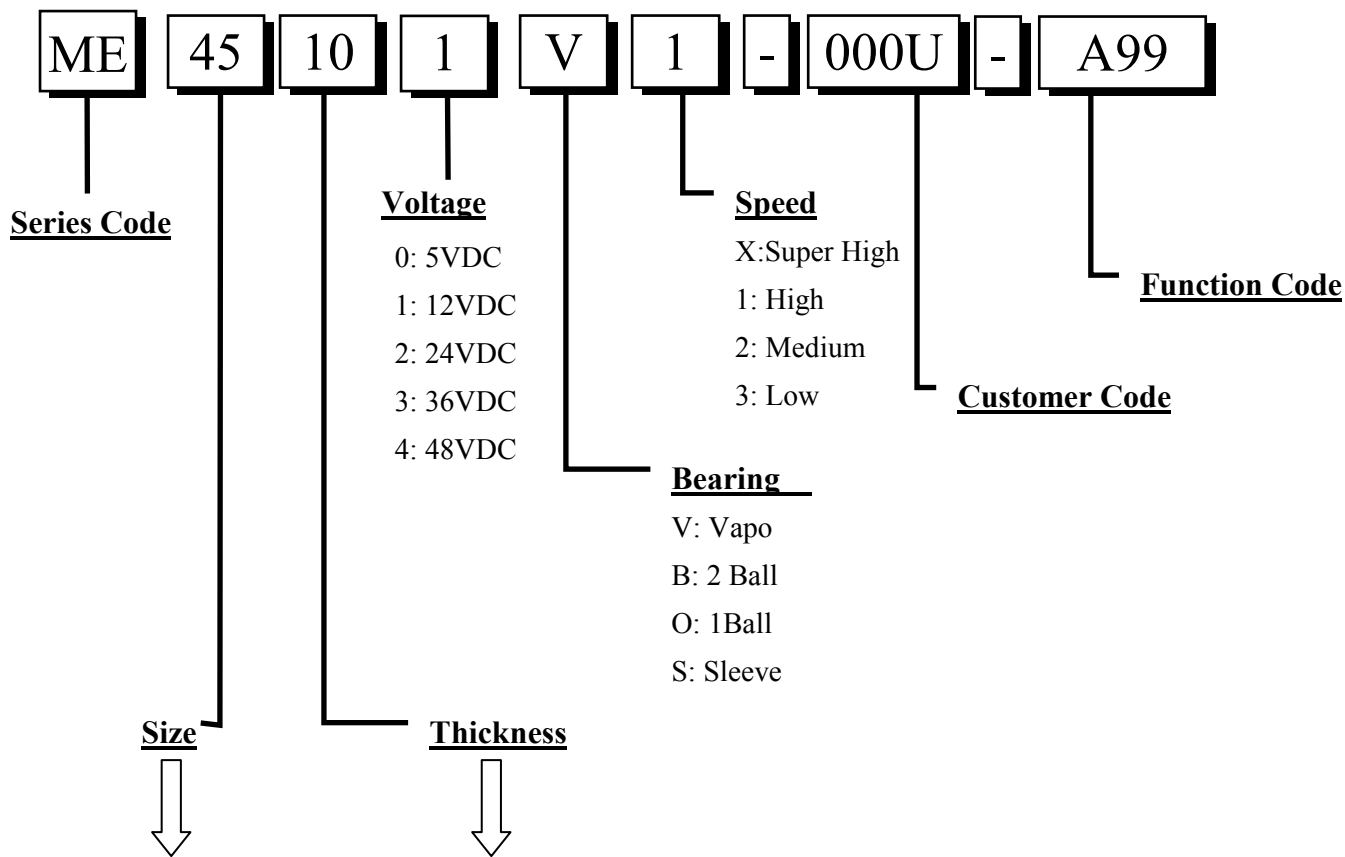 ME 45 10 1 V 1 - 000U - A99
Series Code
Voltage
0: 5VDC
1: 12VDC
2: 24VDC
3: 36VDC
4: 48VDC
Speed
X:Super High
1: High
2: Medium
3: Low
Function Code
Customer Code
Bearing
V: Vapo
B: 2 Ball
O: 1Ball
S: Sleeve
Size
Thickness